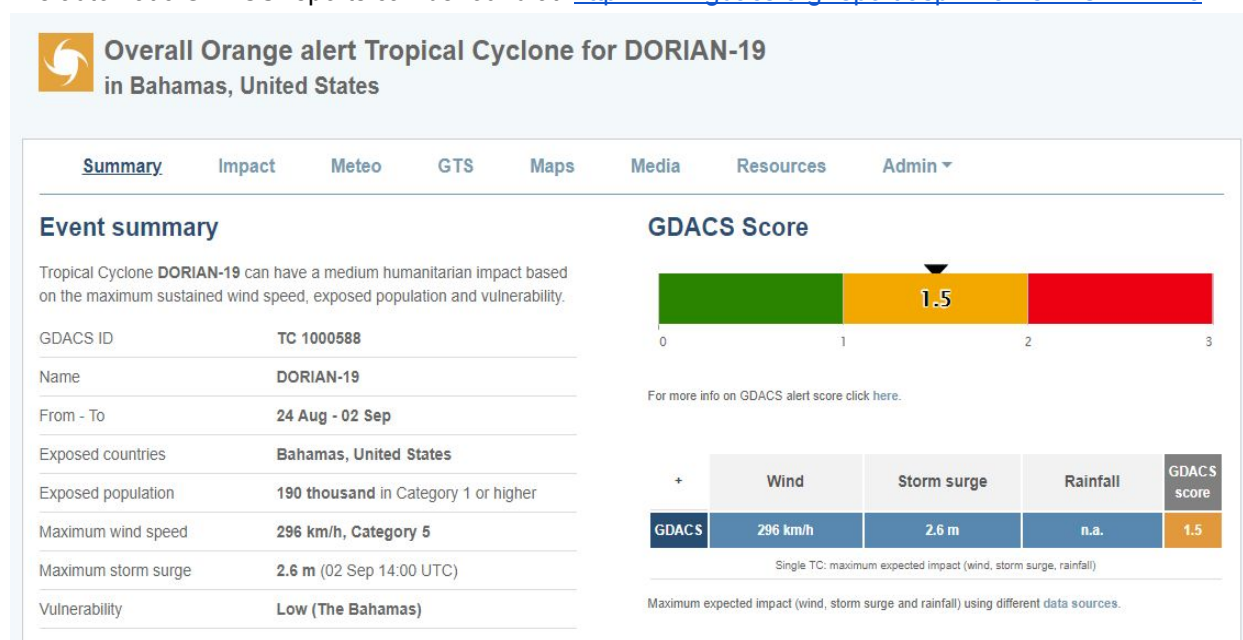 Overall Orange alert Tropical Cyclone for DORIAN-19
in Bahamas, United States
Summary Impact Meteo GTS Maps Media Resources Admin
Event summary
Tropical Cyclone DORIAN-19 can have a medium humanitarian impact based
on the maximum sustained wind speed, exposed population and vulnerability.
GDACS ID TC 1000588
Name DORIAN-19
From - To 24 Aug - 02 Sep
Exposed countries Bahamas, United States
Exposed population 190 thousand in Category 1 or higher
Maximum wind speed 296 km/h, Category 5
Maximum storm surge 2.6 m (02 Sep 14:00 UTC)
Vulnerability Low (The Bahamas)
GDACS Score
1.5
0 1 2 3
For more info on GDACS alert score click here.
+ Wind Storm surge Rainfall GDACS
score
GDACS 296 km/h 2.6 m n.a. 1.5
Single TC: maximum expected impact (wind, storm surge, rainfall)
Maximum expected impact (wind, storm surge and rainfall) using different data sources.